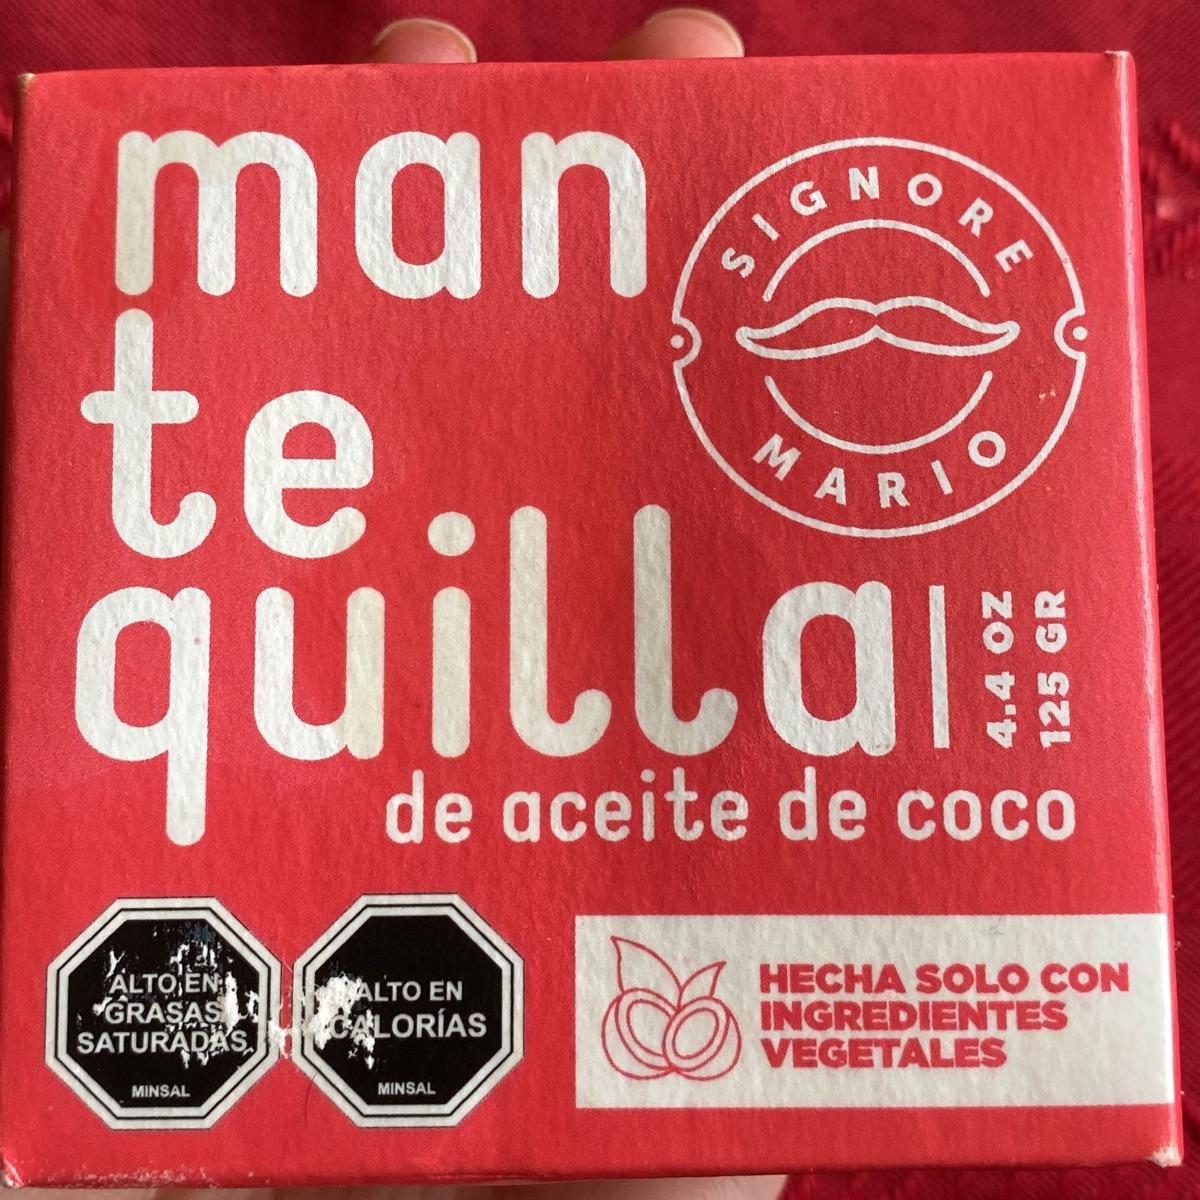 man
te
quilla
SIGNORE
MARIO
4.4 OZ
125 GR
de aceite de coco
ALTO EN
GRASAS
SATURADAS
MINSAL
ALTO EN
CALORÍAS
MINSAL
HECHA SOLO CON
INGREDIENTES
VEGETALES